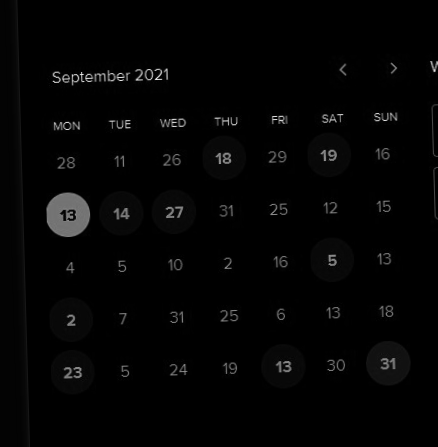 September 2021 < >
W
MON TUE WED THU FRI SAT SUN
28 11 26 18 29 19 16
13 14 27 31 25 12 15
4 5 10 2 16 5 13
2 7 31 25 6 13 18
23 5 24 19 13 30 31